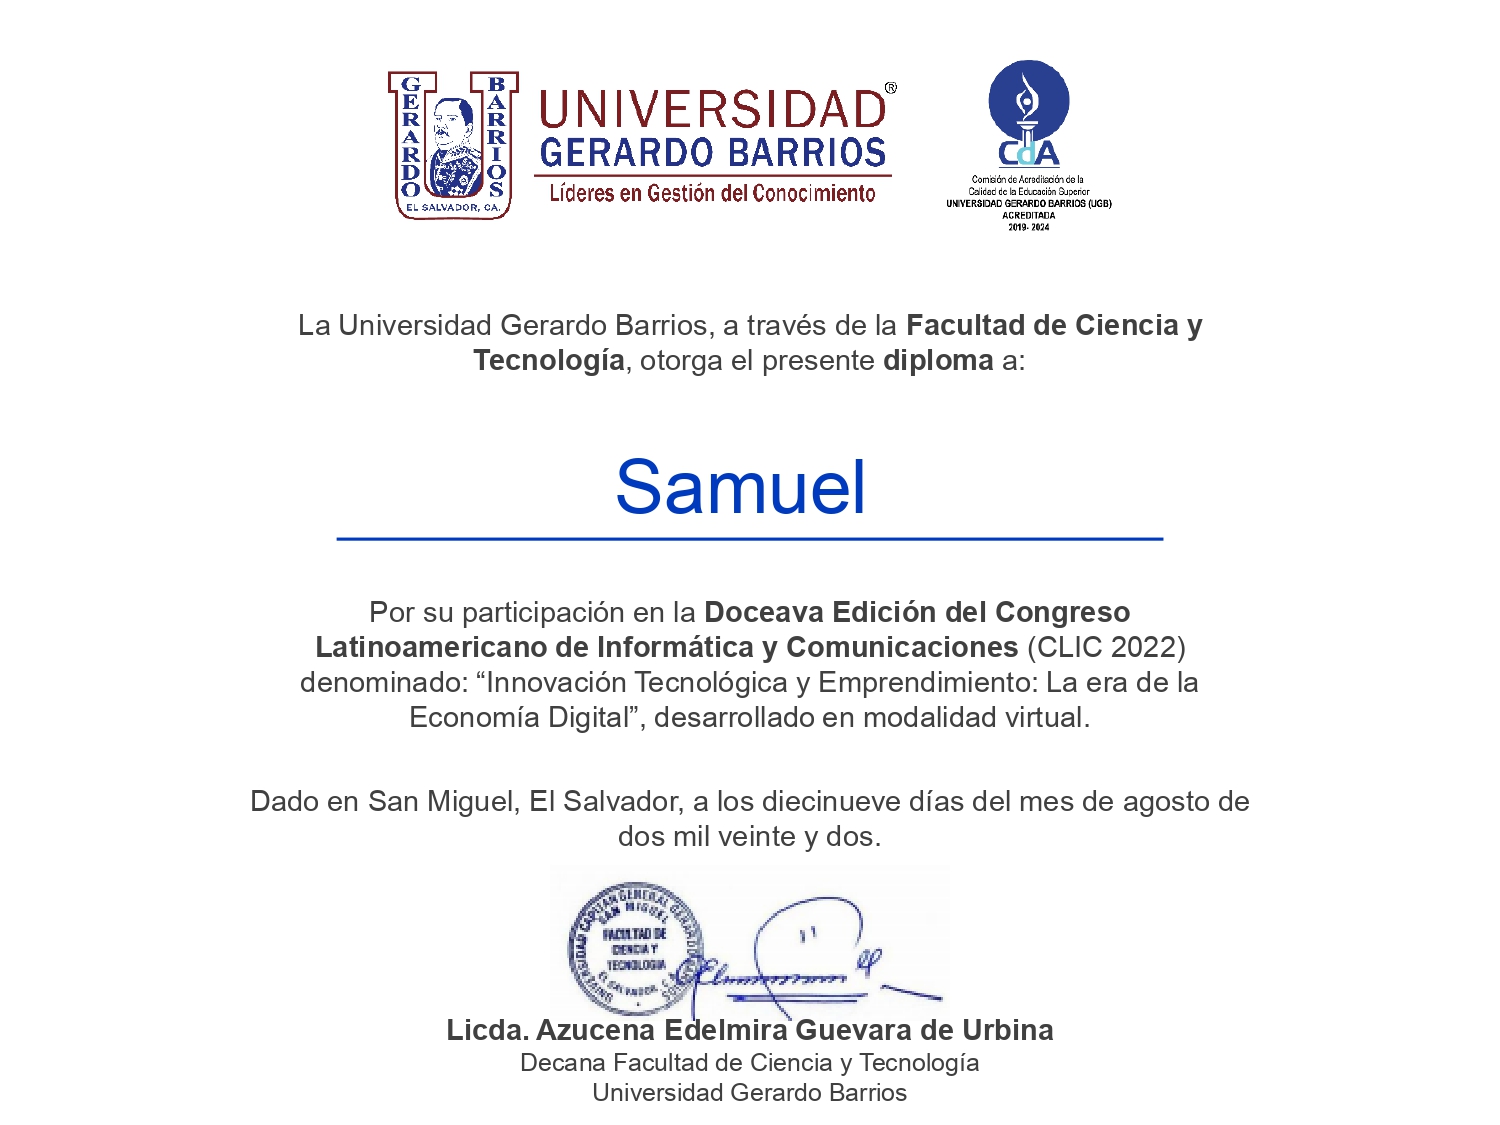 GERARDO
BARRIOS
EL SALVADOR, CA.
UNIVERSIDAD®
GERARDO BARRIOS
Líderes en Gestión del Conocimiento
CdA
Comisión de Acreditación de la
Calidad de la Educación Superior
UNIVERSIDAD GERARDO BARRIOS (UGB)
ACREDITADA
2019- 2024
La Universidad Gerardo Barrios, a través de la Facultad de Ciencia y
Tecnología, otorga el presente diploma a:
Samuel
Por su participación en la Doceava Edición del Congreso
Latinoamericano de Informática y Comunicaciones (CLIC 2022)
denominado: “Innovación Tecnológica y Emprendimiento: La era de la
Economía Digital”, desarrollado en modalidad virtual.
Dado en San Miguel, El Salvador, a los diecinueve días del mes de agosto de
dos mil veinte y dos.
UNIVERSIDAD CAPITAN GENERAL GERARDO BARRIOS
SAN MIGUEL
FACULTAD DE
CIENCIA Y
TECNOLOGIA
EL SALVADOR, C.A.
Licda. Azucena Edelmira Guevara de Urbina
Decana Facultad de Ciencia y Tecnología
Universidad Gerardo Barrios